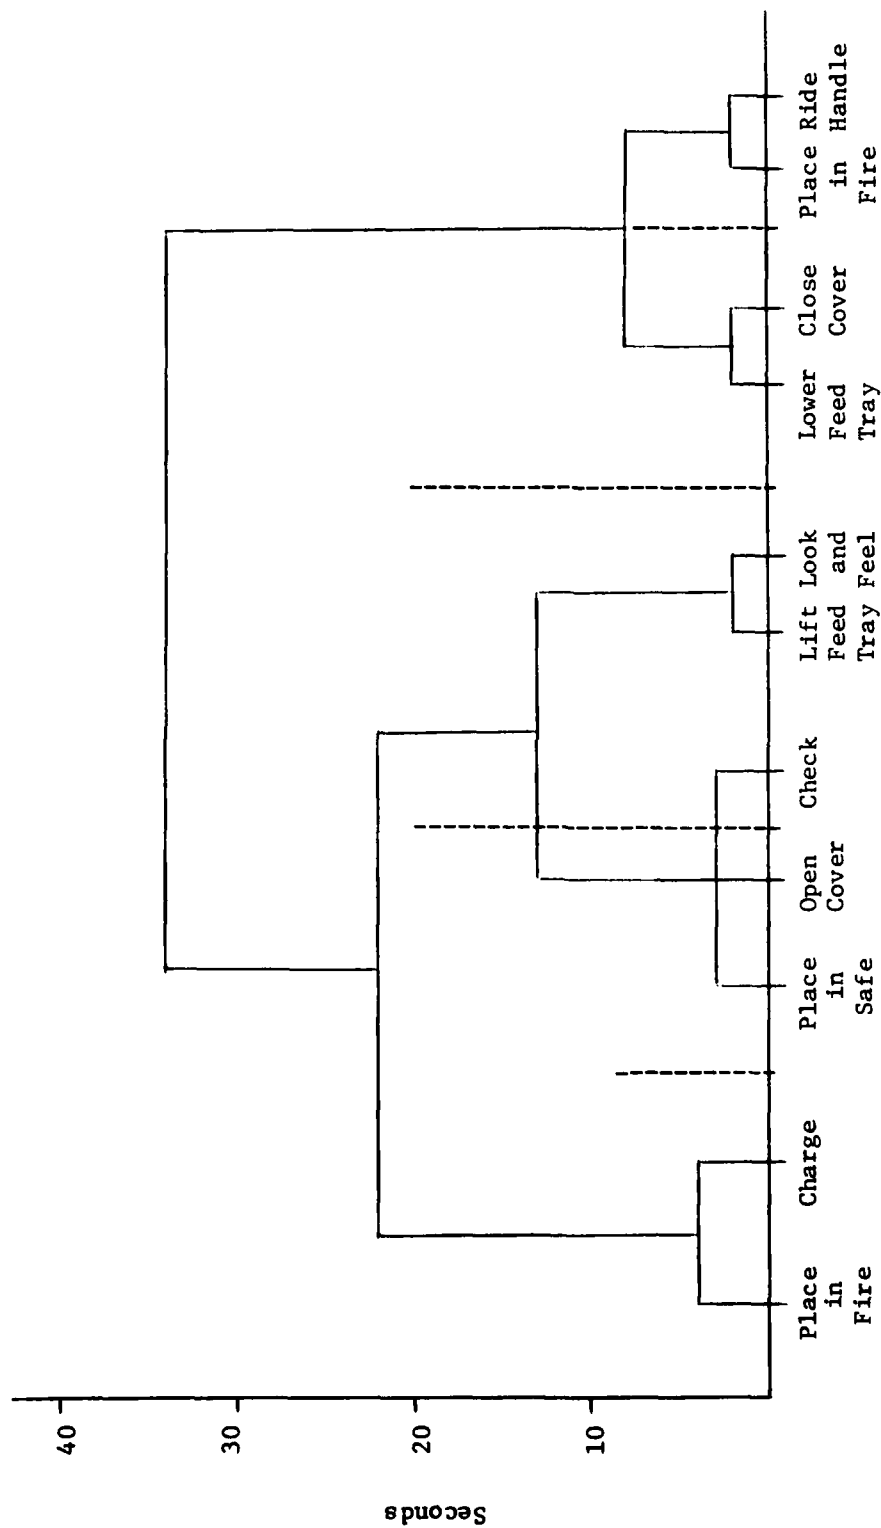 Seconds
40
30
20
10
Place
in
Fire
Charge
Place
in
Safe
Open
Cover
Check
Lift
Feed
Tray
Look
and
Feel
Lower
Feed
Tray
Close
Cover
Place
in
Fire
Ride
Handle